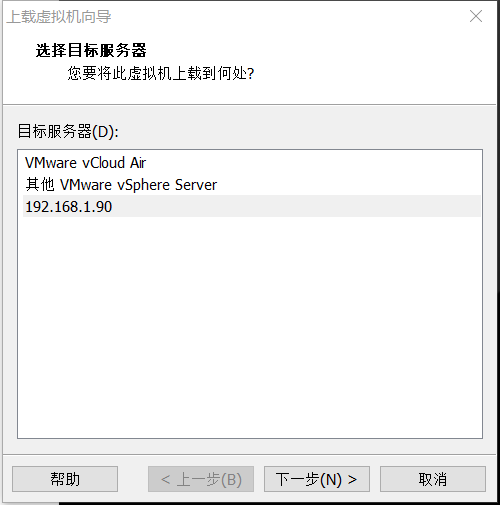 上载虚拟机向导
选择目标服务器
您要将此虚拟机上载到何处?
目标服务器(D):
VMware vCloud Air
其他 VMware vSphere Server
192.168.1.90
帮助
< 上一步(B)
下一步(N) >
取消